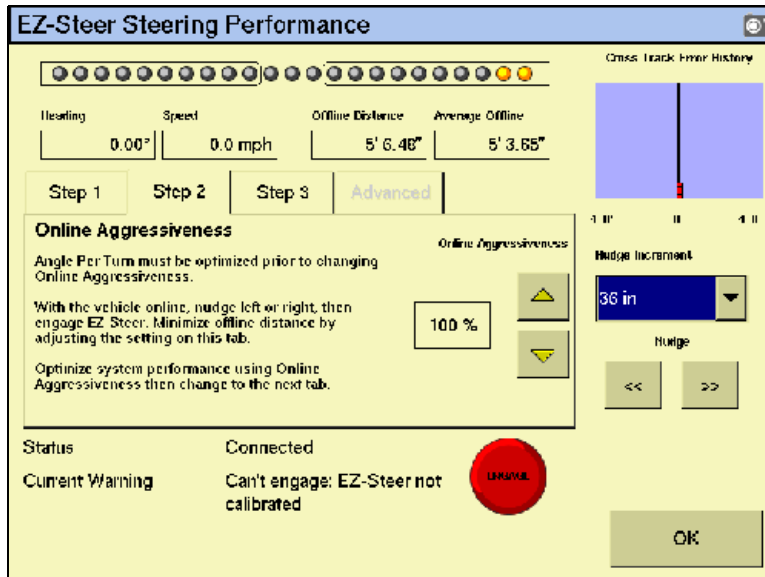 EZ-Steer Steering Performance
Cross Track Error History
Heading
Speed
Offline Distance
Average Offline
0.00°
0.0 mph
5' 6.48"
5' 3.65"
Step 1
Step 2
Step 3
Advanced
0
Online Aggressiveness
Online Aggressiveness
Angle Per Turn must be optimized prior to changing
Online Aggressiveness.
Nudge Increment
With the vehicle online, nudge left or right, then
engage EZ Steer. Minimize offline distance by
adjusting the setting on this tab.
100 %
36 in
Nudge
Optimize system performance using Online
Aggressiveness then change to the next tab.
<<
>>
Status
Connected
Current Warning
Can't engage: EZ-Steer not
calibrated
ENGAGE
OK